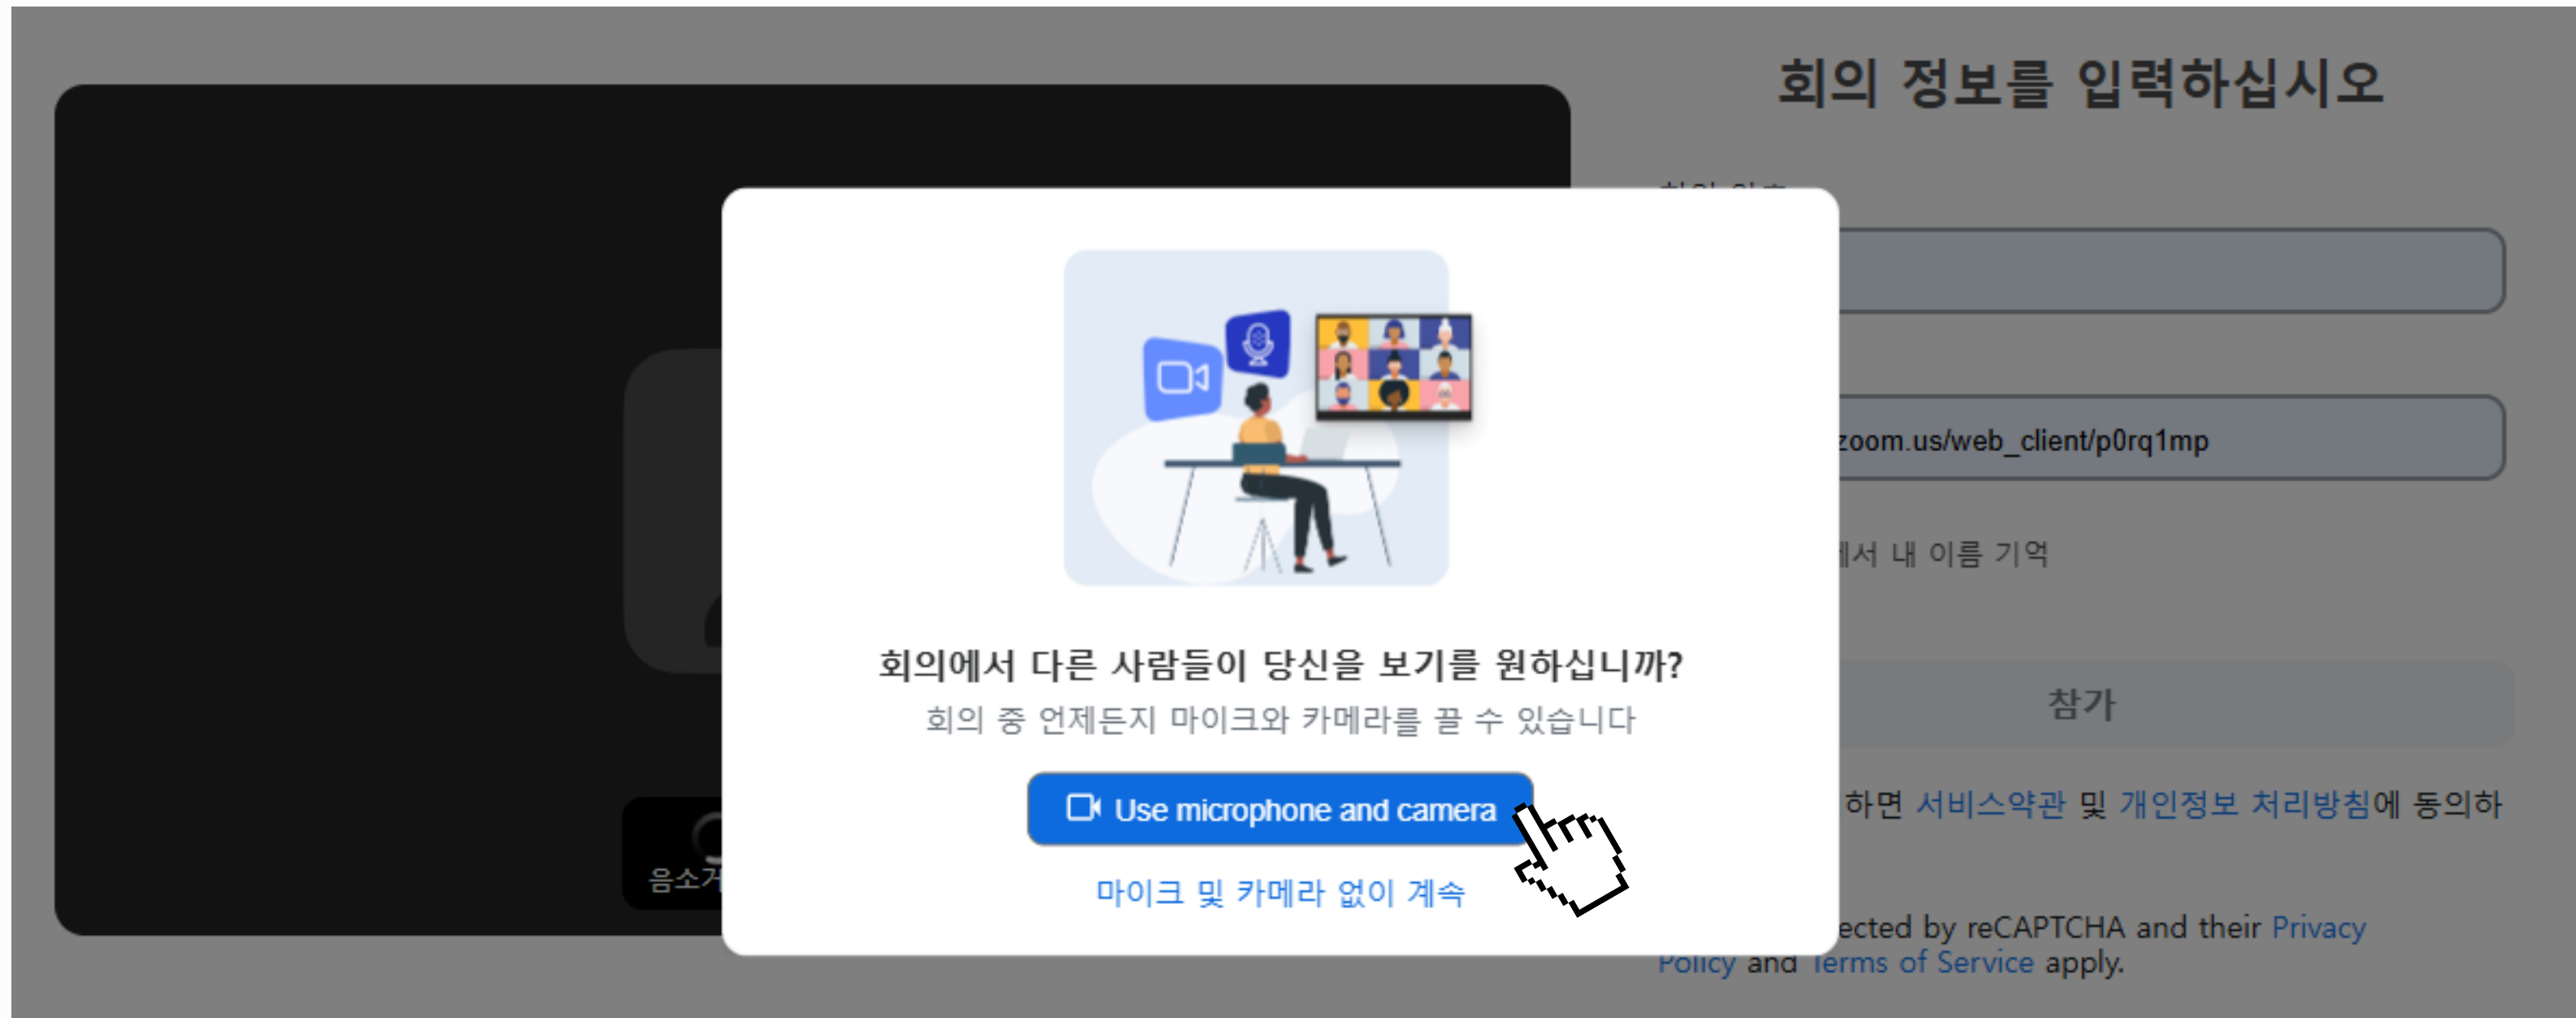 회의 정보를 입력하십시오
zoom.us/web_client/p0rq1mp
에서 내 이름 기억
회의에서 다른 사람들이 당신을 보기를 원하십니까?
회의 중 언제든지 마이크와 카메라를 끌 수 있습니다
참가
Use microphone and camera
하면 서비스약관 및 개인정보 처리방침에 동의하
음소거
마이크 및 카메라 없이 계속
ected by reCAPTCHA and their Privacy
Policy and Terms of Service apply.